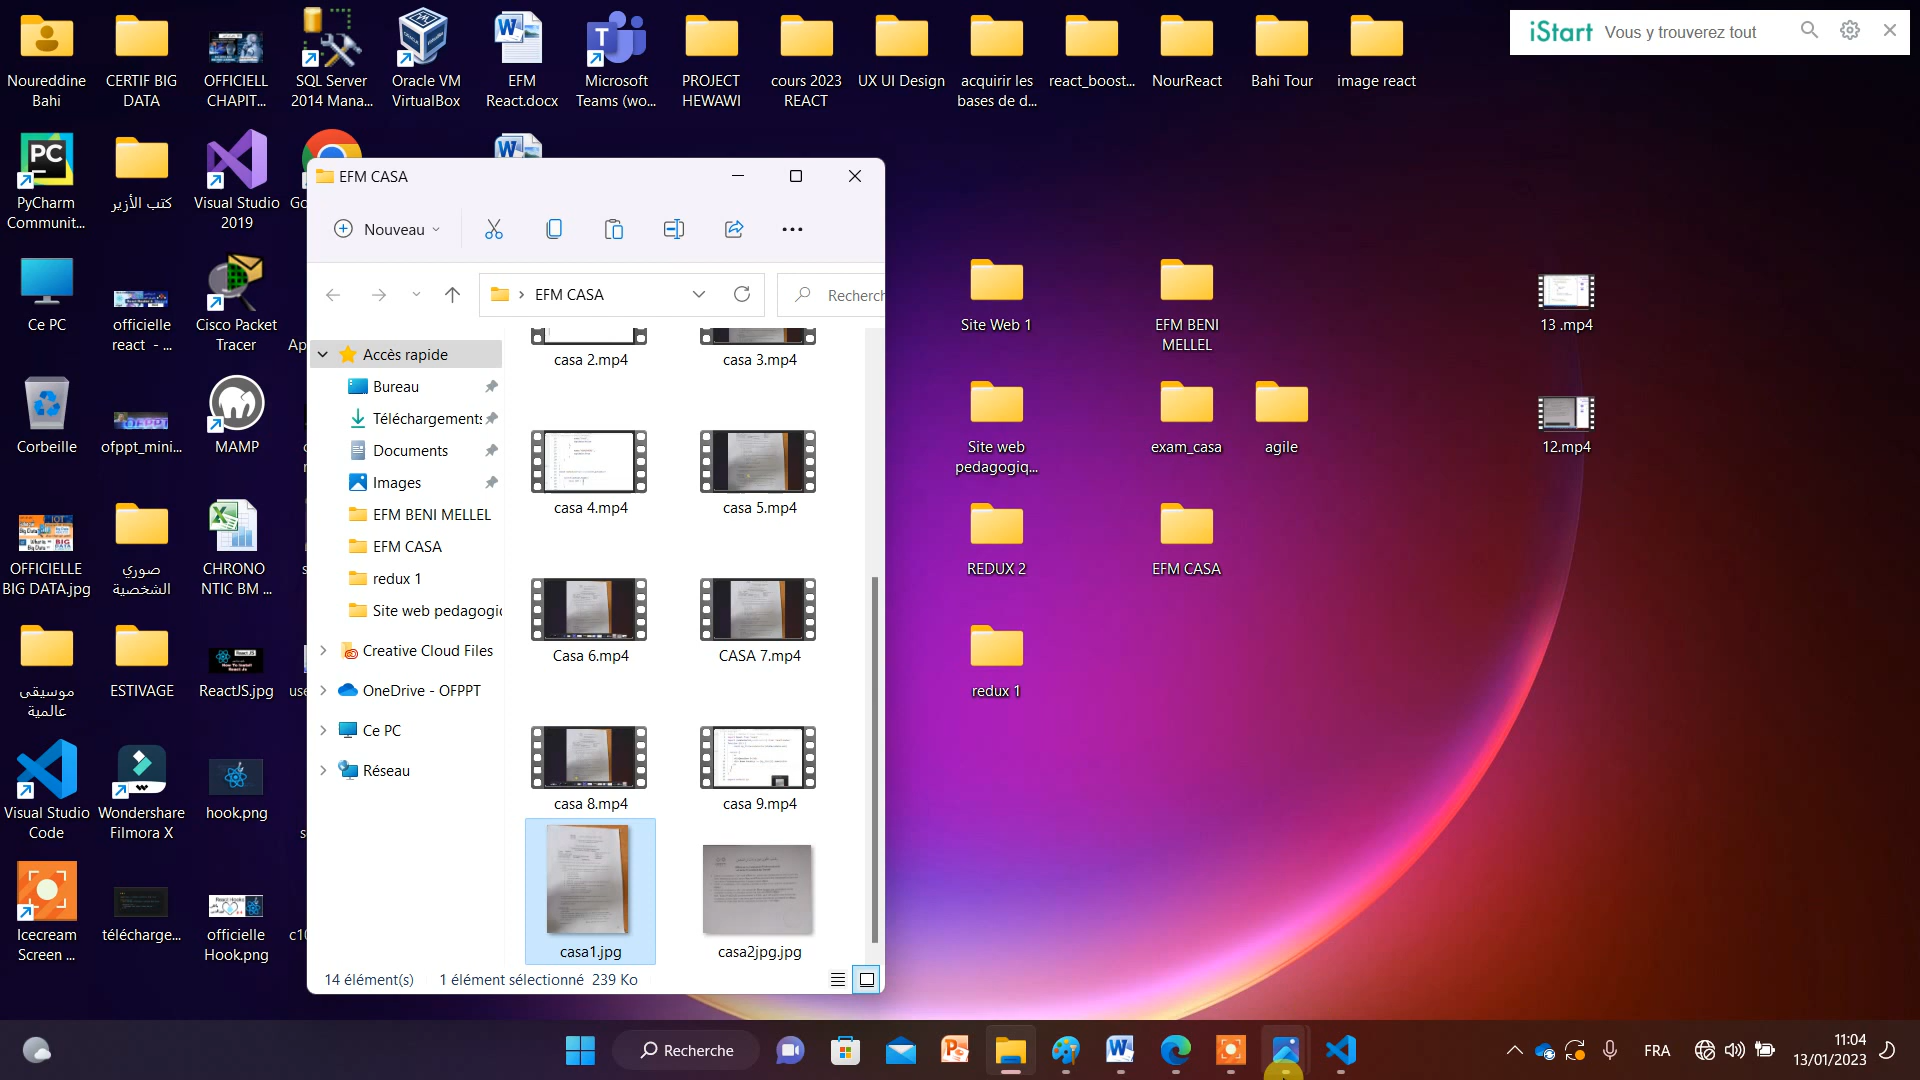 Noureddine
Bahi
CERTIF BIG
DATA
OFFICIELL
CHAPIT...
SQL Server
2014 Mana...
Oracle VM
VirtualBox
EFM
React.docx
Microsoft
Teams (wo...
PROJECT
HEWAWI
cours 2023
REACT
UX UI Design
acquirir les
bases de d...
react_boost...
NourReact
Bahi Tour
image react
iStart
Vous y trouverez tout
PyCharm
Communit...
كتب الأزير
Visual Studio
2019
Ce PC
officielle
react - ...
Cisco Packet
Tracer
Corbeille
ofppt_mini...
MAMP
OFFICIELLE
BIG DATA.jpg
صوري
الشخصية
CHRONO
NTIC BM ...
موسيقى
عالمية
ESTIVAGE
ReactJS.jpg
Visual Studio
Code
Wondershare
Filmora X
hook.png
Icecream
Screen ...
télécharge...
officielle
Hook.png
EFM CASA
Nouveau
EFM CASA
Recherch
Accès rapide
Bureau
Téléchargements
Documents
Images
EFM BENI MELLEL
EFM CASA
redux 1
Site web pedagogic
Creative Cloud Files
OneDrive - OFPPT
Ce PC
Réseau
casa 2.mp4
casa 3.mp4
casa 4.mp4
casa 5.mp4
Casa 6.mp4
CASA 7.mp4
casa 8.mp4
casa 9.mp4
casa1.jpg
casa2jpg.jpg
14 élément(s)
1 élément sélectionné 239 Ko
Site Web 1
EFM BENI
MELLEL
13 .mp4
Site web
pedagogiq...
exam_casa
agile
12.mp4
REDUX 2
EFM CASA
redux 1
Recherche
FRA
11:04
13/01/2023